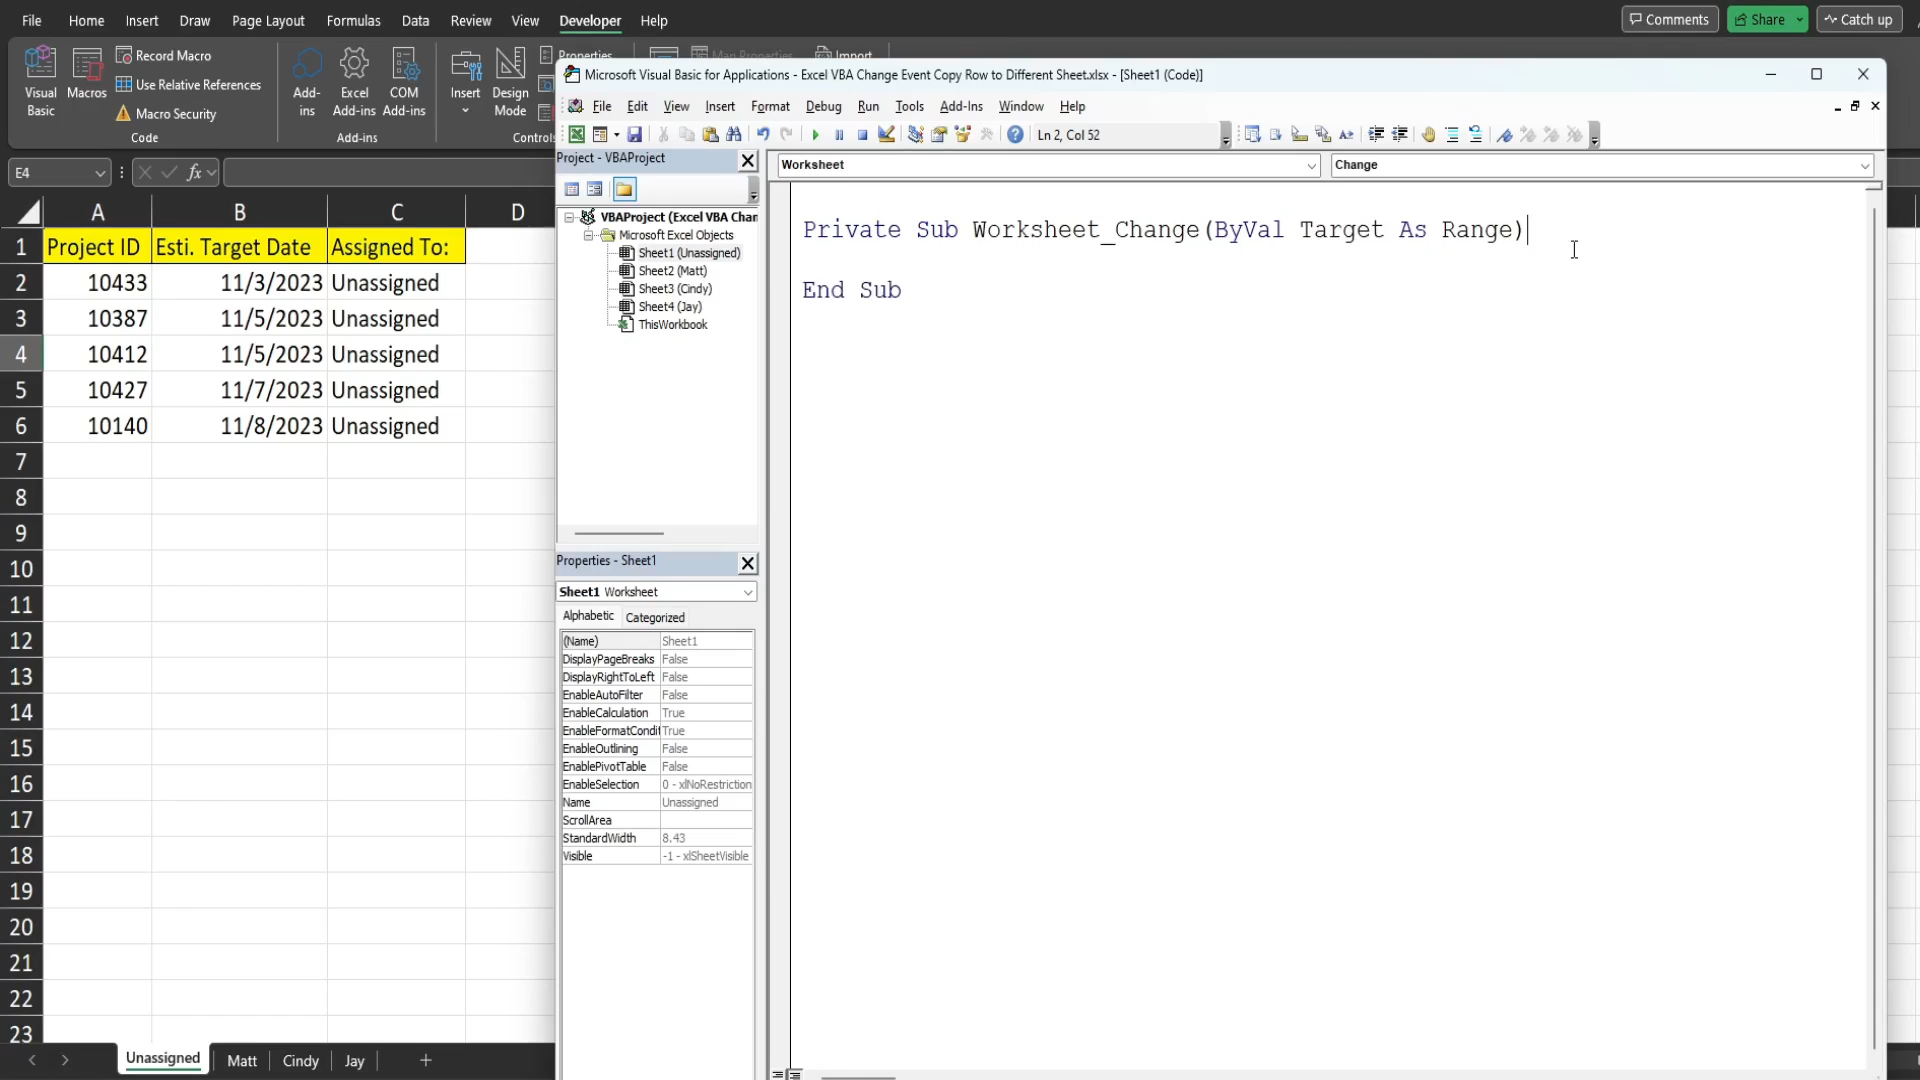 File Home Insert Draw Page Layout Formulas Data Review View Developer Help Comments Share Catch up
Visual Basic
Macros
Record Macro
Use Relative References
Macro Security
Code
Add-ins
Excel Add-ins
COM Add-ins
Add-ins
Insert
Design Mode
Properties
Map Properties
Import
Microsoft Visual Basic for Applications - Excel VBA Change Event Copy Row to Different Sheet.xlsx - [Sheet1 (Code)]
File Edit View Insert Format Debug Run Tools Add-Ins Window Help
Ln 2, Col 52
E4
fx
A B C D
1 Project ID Esti. Target Date Assigned To:
2 10433 11/3/2023 Unassigned
3 10387 11/5/2023 Unassigned
4 10412 11/5/2023 Unassigned
5 10427 11/7/2023 Unassigned
6 10140 11/8/2023 Unassigned
7
8
9
10
11
12
13
14
15
16
17
18
19
20
21
22
23
Unassigned Matt Cindy Jay
Project - VBAProject
VBAProject (Excel VBA Chan
Microsoft Excel Objects
Sheet1 (Unassigned)
Sheet2 (Matt)
Sheet3 (Cindy)
Sheet4 (Jay)
ThisWorkbook
Properties - Sheet1
Sheet1 Worksheet
Alphabetic Categorized
(Name) Sheet1
DisplayPageBreaks False
DisplayRightToLeft False
EnableAutoFilter False
EnableCalculation True
EnableFormatCondit True
EnableOutlining False
EnablePivotTable False
EnableSelection 0 - xlNoRestriction
Name Unassigned
ScrollArea
StandardWidth 8.43
Visible -1 - xlSheetVisible
Worksheet Change
Private Sub Worksheet_Change(ByVal Target As Range)
End Sub